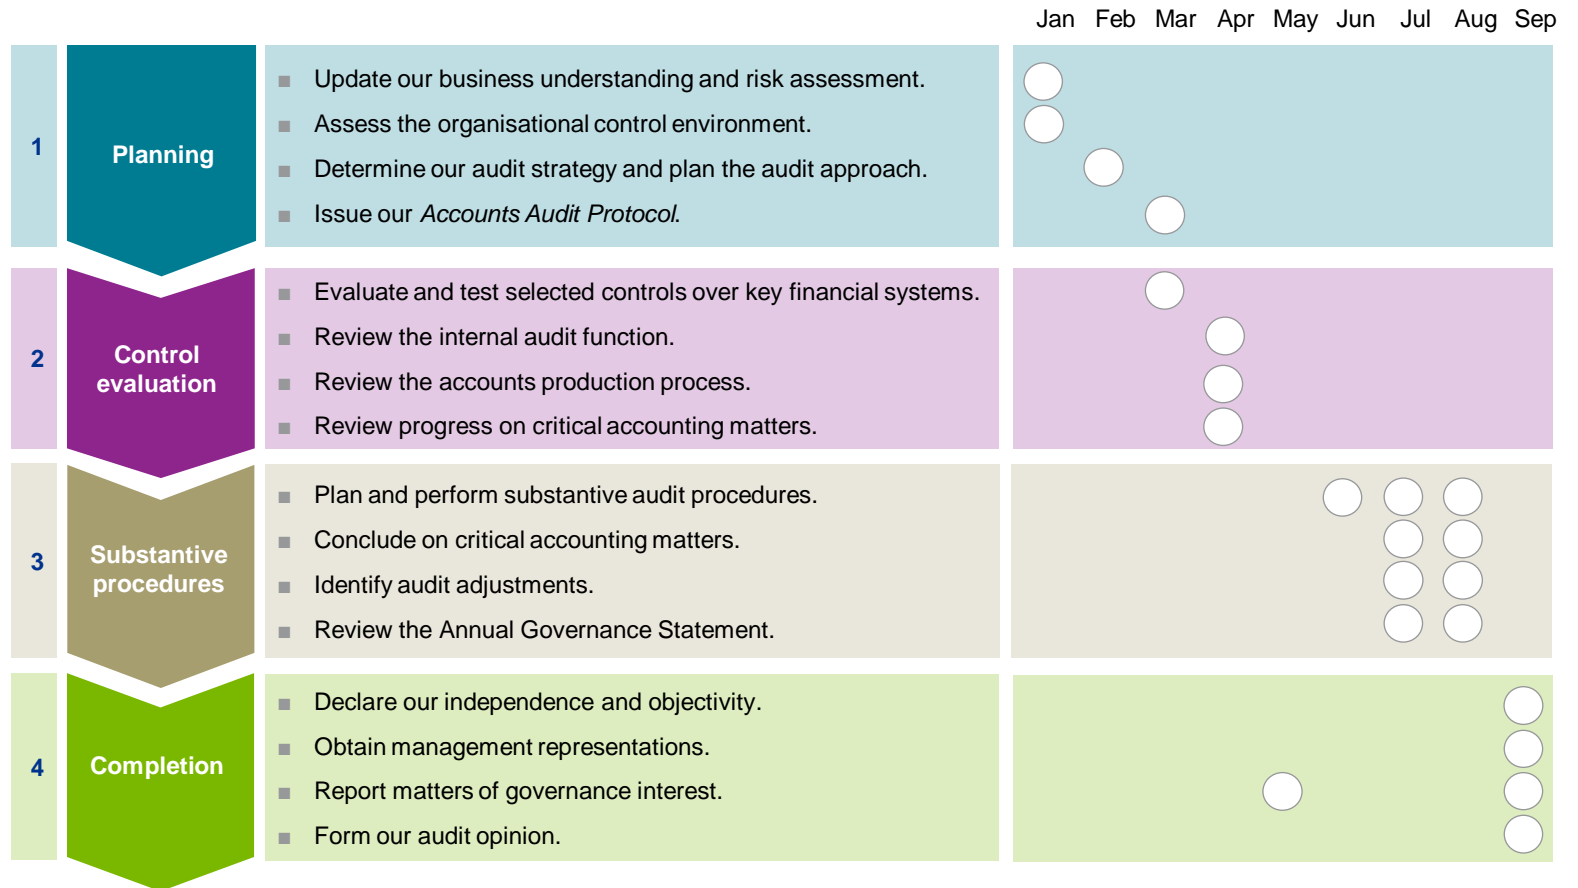 Jan Feb Mar Apr May Jun Jul Aug Sep
1
Planning
■ Update our business understanding and risk assessment.
■ Assess the organisational control environment.
■ Determine our audit strategy and plan the audit approach.
■ Issue our Accounts Audit Protocol.
2
Control
evaluation
■ Evaluate and test selected controls over key financial systems.
■ Review the internal audit function.
■ Review the accounts production process.
■ Review progress on critical accounting matters.
3
Substantive
procedures
■ Plan and perform substantive audit procedures.
■ Conclude on critical accounting matters.
■ Identify audit adjustments.
■ Review the Annual Governance Statement.
4
Completion
■ Declare our independence and objectivity.
■ Obtain management representations.
■ Report matters of governance interest.
■ Form our audit opinion.